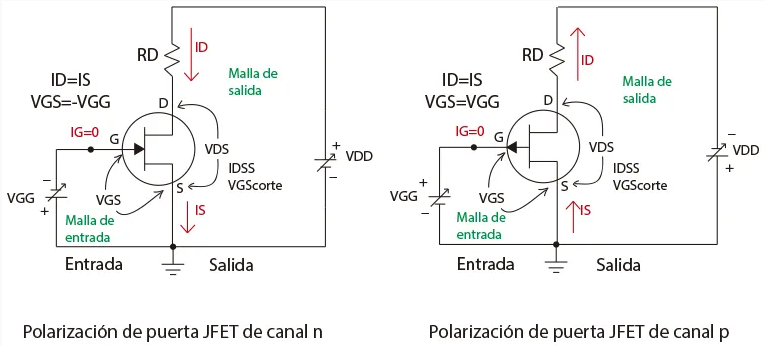 RD
ID
Malla de
salida
ID=IS
VGS=-VGG
D
IG=0
G
VDS
IDSS
VGScorte
VGS
S
−
VGG
+
+
VDD
−
IS
Malla de
entrada
Entrada
Salida
Polarización de puerta JFET de canal n
RD
ID
Malla de
salida
ID=IS
VGS=VGG
D
IG=0
G
VDS
IDSS
VGScorte
VGS
S
+
VGG
−
−
VDD
+
IS
Malla de
entrada
Entrada
Salida
Polarización de puerta JFET de canal p